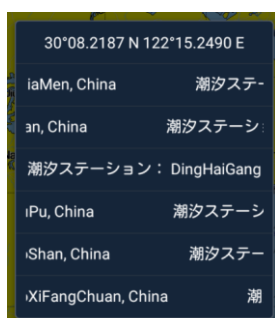 30°08.2187 N 122°15.2490 E
iaMen, China 潮汐ステー
an, China 潮汐ステーシ
潮汐ステーション： DingHaiGang
Pu, China 潮汐ステーシ
Shan, China 潮汐ステー
XiFangChuan, China 潮